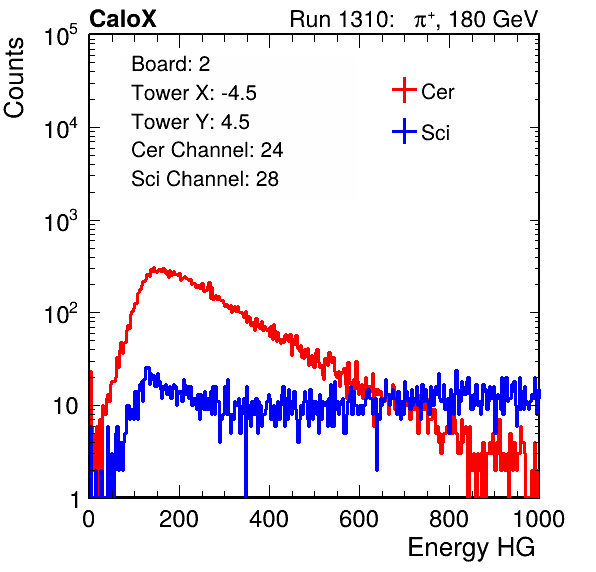 CaloX Run 1310: π⁺, 180 GeV
Counts
10⁵
10⁴
10³
10²
10
1
Board: 2
Tower X: -4.5
Tower Y: 4.5
Cer Channel: 24
Sci Channel: 28
Cer
Sci
0 200 400 600 800 1000
Energy HG